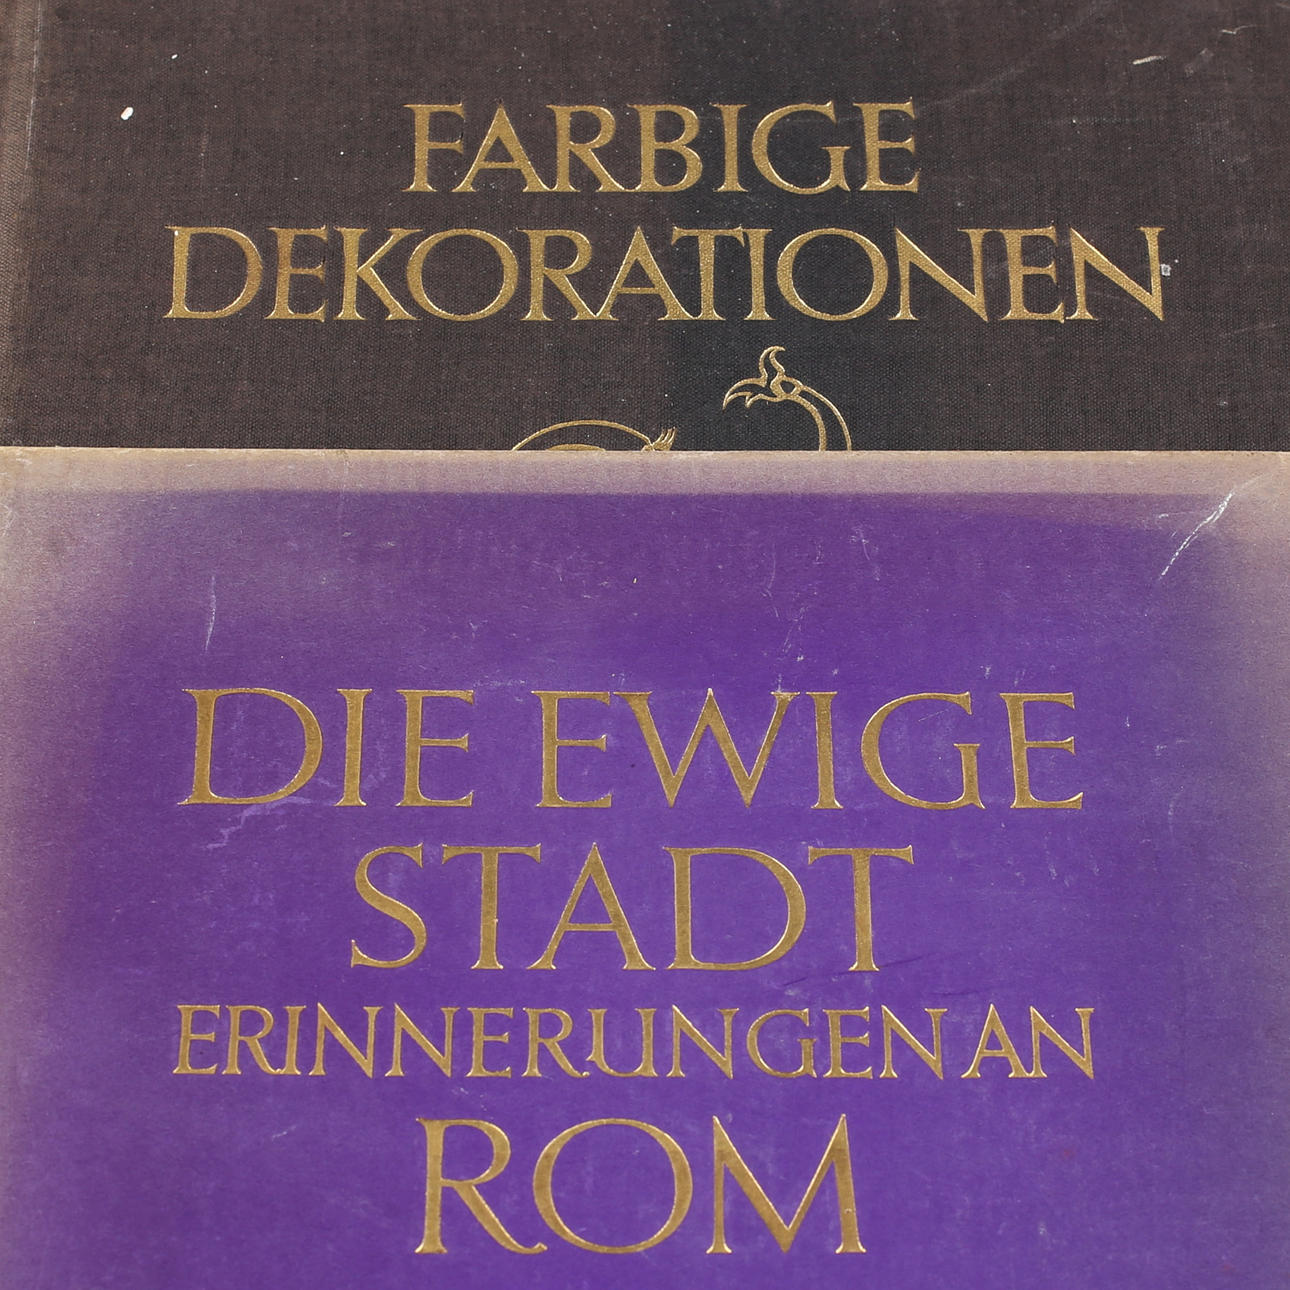 FARBIGE
DEKORATIONEN
DIE EWIGE
STADT
ERINNERUNGEN AN
ROM